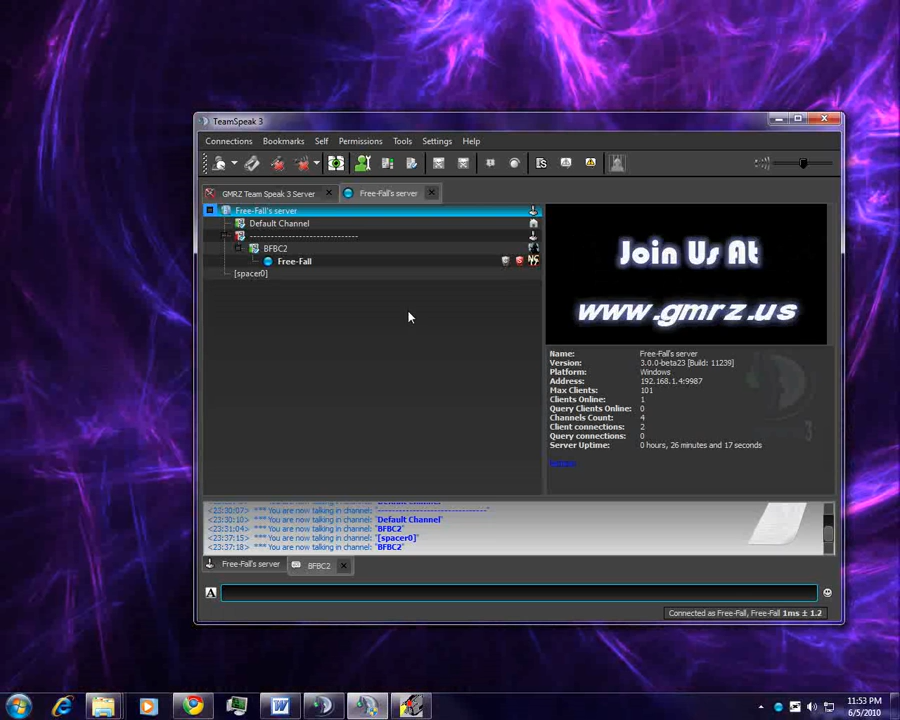 TeamSpeak 3
Connections Bookmarks Self Permissions Tools Settings Help
GMRZ Team Speak 3 Server Free-Fall's server
Free-Fall's server
Default Channel
-------------------------------
BFBC2
Free-Fall
[spacer0]
Join Us At
www.gmrz.us
Name: Free-Fall's server
Version: 3.0.0-beta23 [Build: 11239]
Platform: Windows
Address: 192.168.1.4:9987
Max Clients: 101
Clients Online: 1
Query Clients Online: 0
Channels Count: 4
Client connections: 2
Query connections: 0
Server Uptime: 0 hours, 26 minutes and 17 seconds
<23:30:07> *** You are now talking in channel: "-------------------------------"
<23:30:10> *** You are now talking in channel: "Default Channel"
<23:31:04> *** You are now talking in channel: "BFBC2"
<23:37:15> *** You are now talking in channel: "[spacer0]"
<23:37:18> *** You are now talking in channel: "BFBC2"
Free-Fall's server BFBC2
A
Connected as Free-Fall, Free-Fall 1ms ± 1.2
11:53 PM
6/5/2010